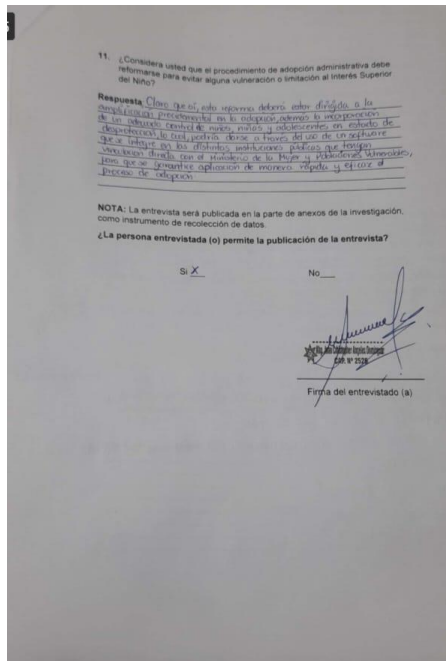 11. ¿Considera usted que el procedimiento de adopción administrativa debe
reformarse para evitar alguna vulneración o limitación al Interés Superior
del Niño?
Respuesta Claro que sí, esta reforma deberá estar dirigida a la
simplificación procedimental en la adopción, además la incorporación
de un adecuado control de niños, niñas y adolescentes en estado de
desprotección, lo cual podría darse a través del uso de un software
que se integre en las distintas instituciones públicas que tengan
vinculación directa con el Ministerio de la Mujer y Poblaciones Vulnerables,
para que se garantice aplicación de manera rápida y eficaz el
proceso de adopción
NOTA: La entrevista será publicada en la parte de anexos de la investigación,
como instrumento de recolección de datos.
¿La persona entrevistada (o) permite la publicación de la entrevista?
Si X No___
Firma del entrevistado (a)